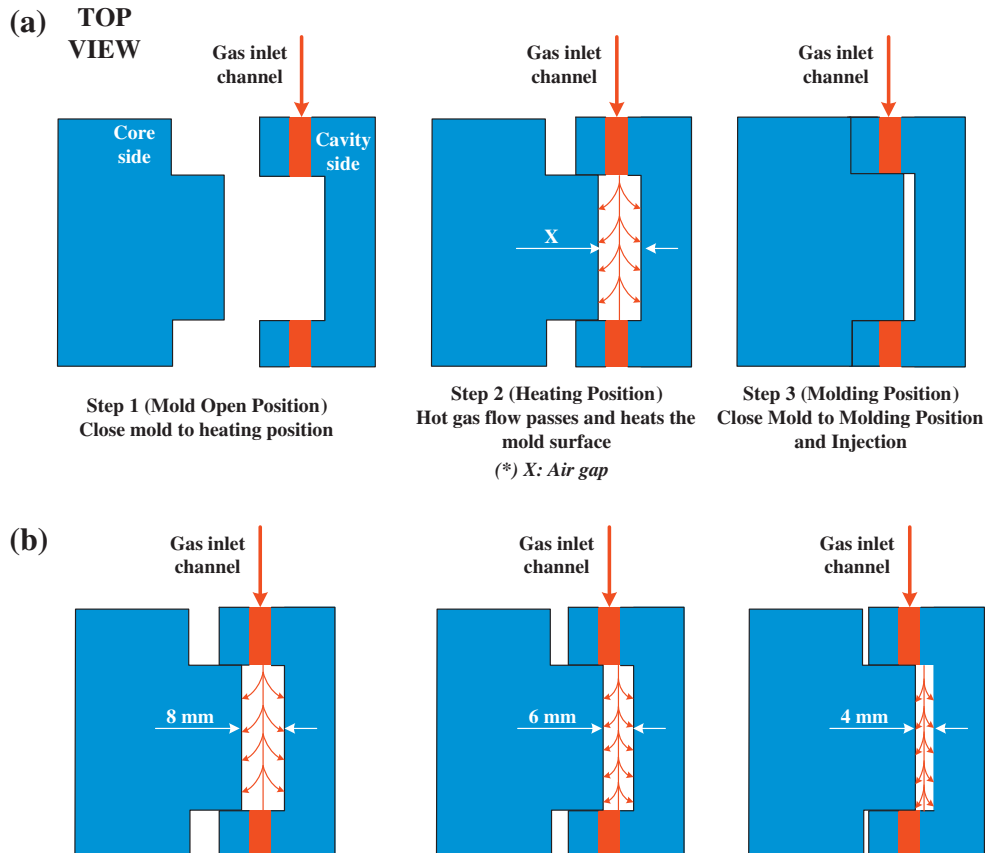 (a)
TOP
VIEW
Gas inlet
channel
Gas inlet
channel
Gas inlet
channel
Core
side
Cavity
side
X
Step 1 (Mold Open Position)
Close mold to heating position
Step 2 (Heating Position)
Hot gas flow passes and heats the
mold surface
(*) X: Air gap
Step 3 (Molding Position)
Close Mold to Molding Position
and Injection
(b)
Gas inlet
channel
Gas inlet
channel
Gas inlet
channel
8 mm
6 mm
4 mm